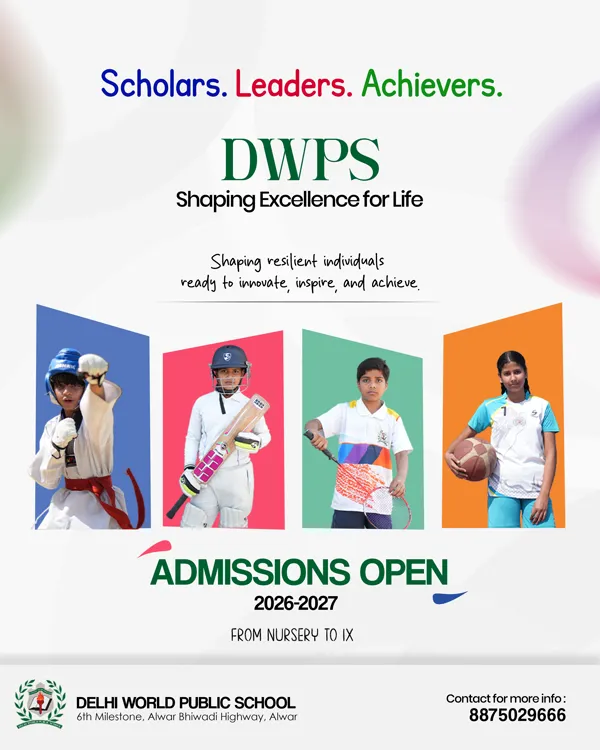 Scholars. Leaders. Achievers.
DWPS
Shaping Excellence for Life
Shaping resilient individuals
ready to innovate, inspire, and achieve.
7
ADMISSIONS OPEN
2026-2027
FROM NURSERY TO IX
DELHI WORLD PUBLIC SCHOOL
6th Milestone, Alwar Bhiwadi Highway, Alwar
Contact for more info :
8875029666